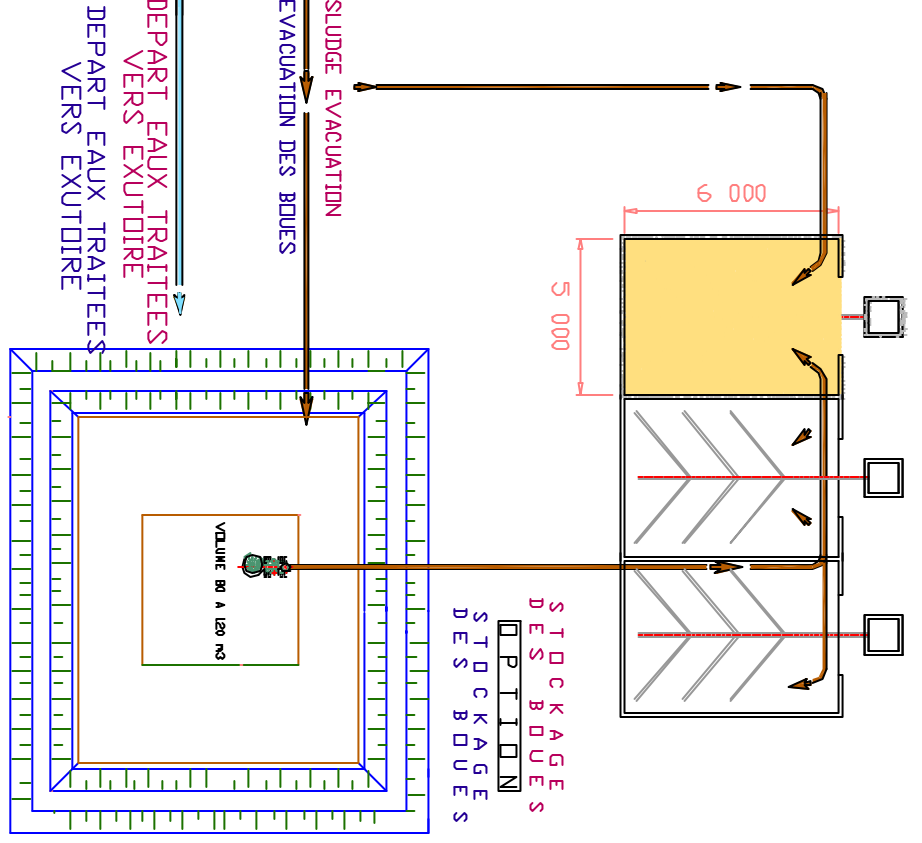 6 000
5 000
SLUDGE EVACUATION
EVACUATION DES BOUES
DEPART EAUX TRAITEES
VERS EXUTOIRE
DEPART EAUX TRAITEES
VERS EXUTOIRE
STOCKAGE
DES BOUES
OPTION
STOCKAGE
DES BOUES
VOLUME 80 A 120 m3